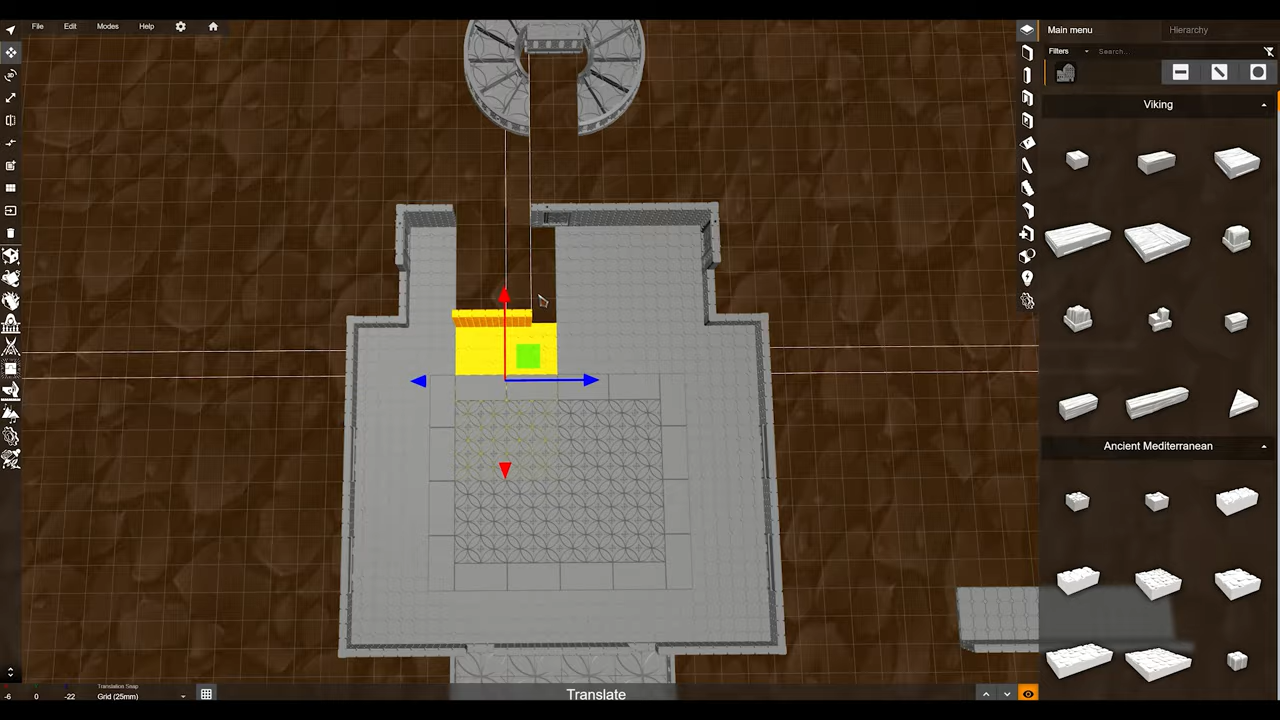 File Edit Modes Help
Main menu Hierarchy
Filters Search...
Viking
Ancient Mediterranean
Translation Snap
-6 0 -22 Grid (25mm)
Translate